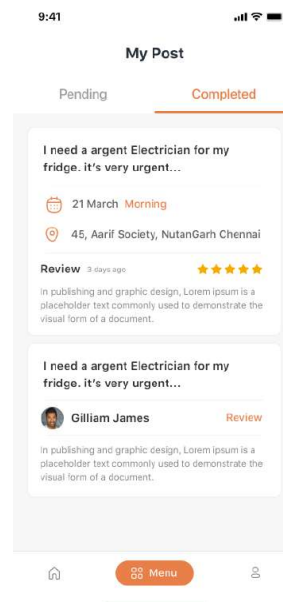 9:41
My Post
Pending Completed
I need a argent Electrician for my
fridge. it's very urgent...
21 March Morning
45, Aarif Society, NutanGarh Chennai
Review 3 days ago
In publishing and graphic design, Lorem ipsum is a
placeholder text commonly used to demonstrate the
visual form of a document.
I need a argent Electrician for my
fridge. it's very urgent...
Gilliam James Review
In publishing and graphic design, Lorem ipsum is a
placeholder text commonly used to demonstrate the
visual form of a document.
Menu